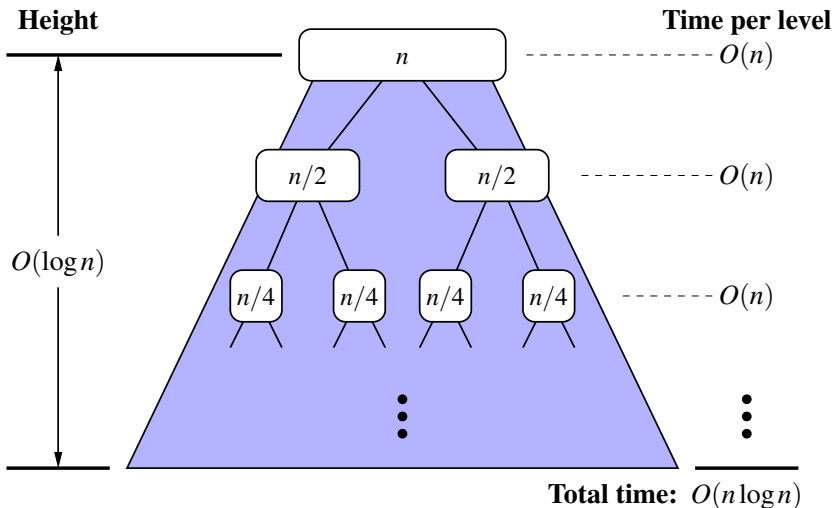 Height Time per level
n O(n)
n/2 n/2 O(n)
O(log n)
n/4 n/4 n/4 n/4 O(n)
Total time: O(n log n)